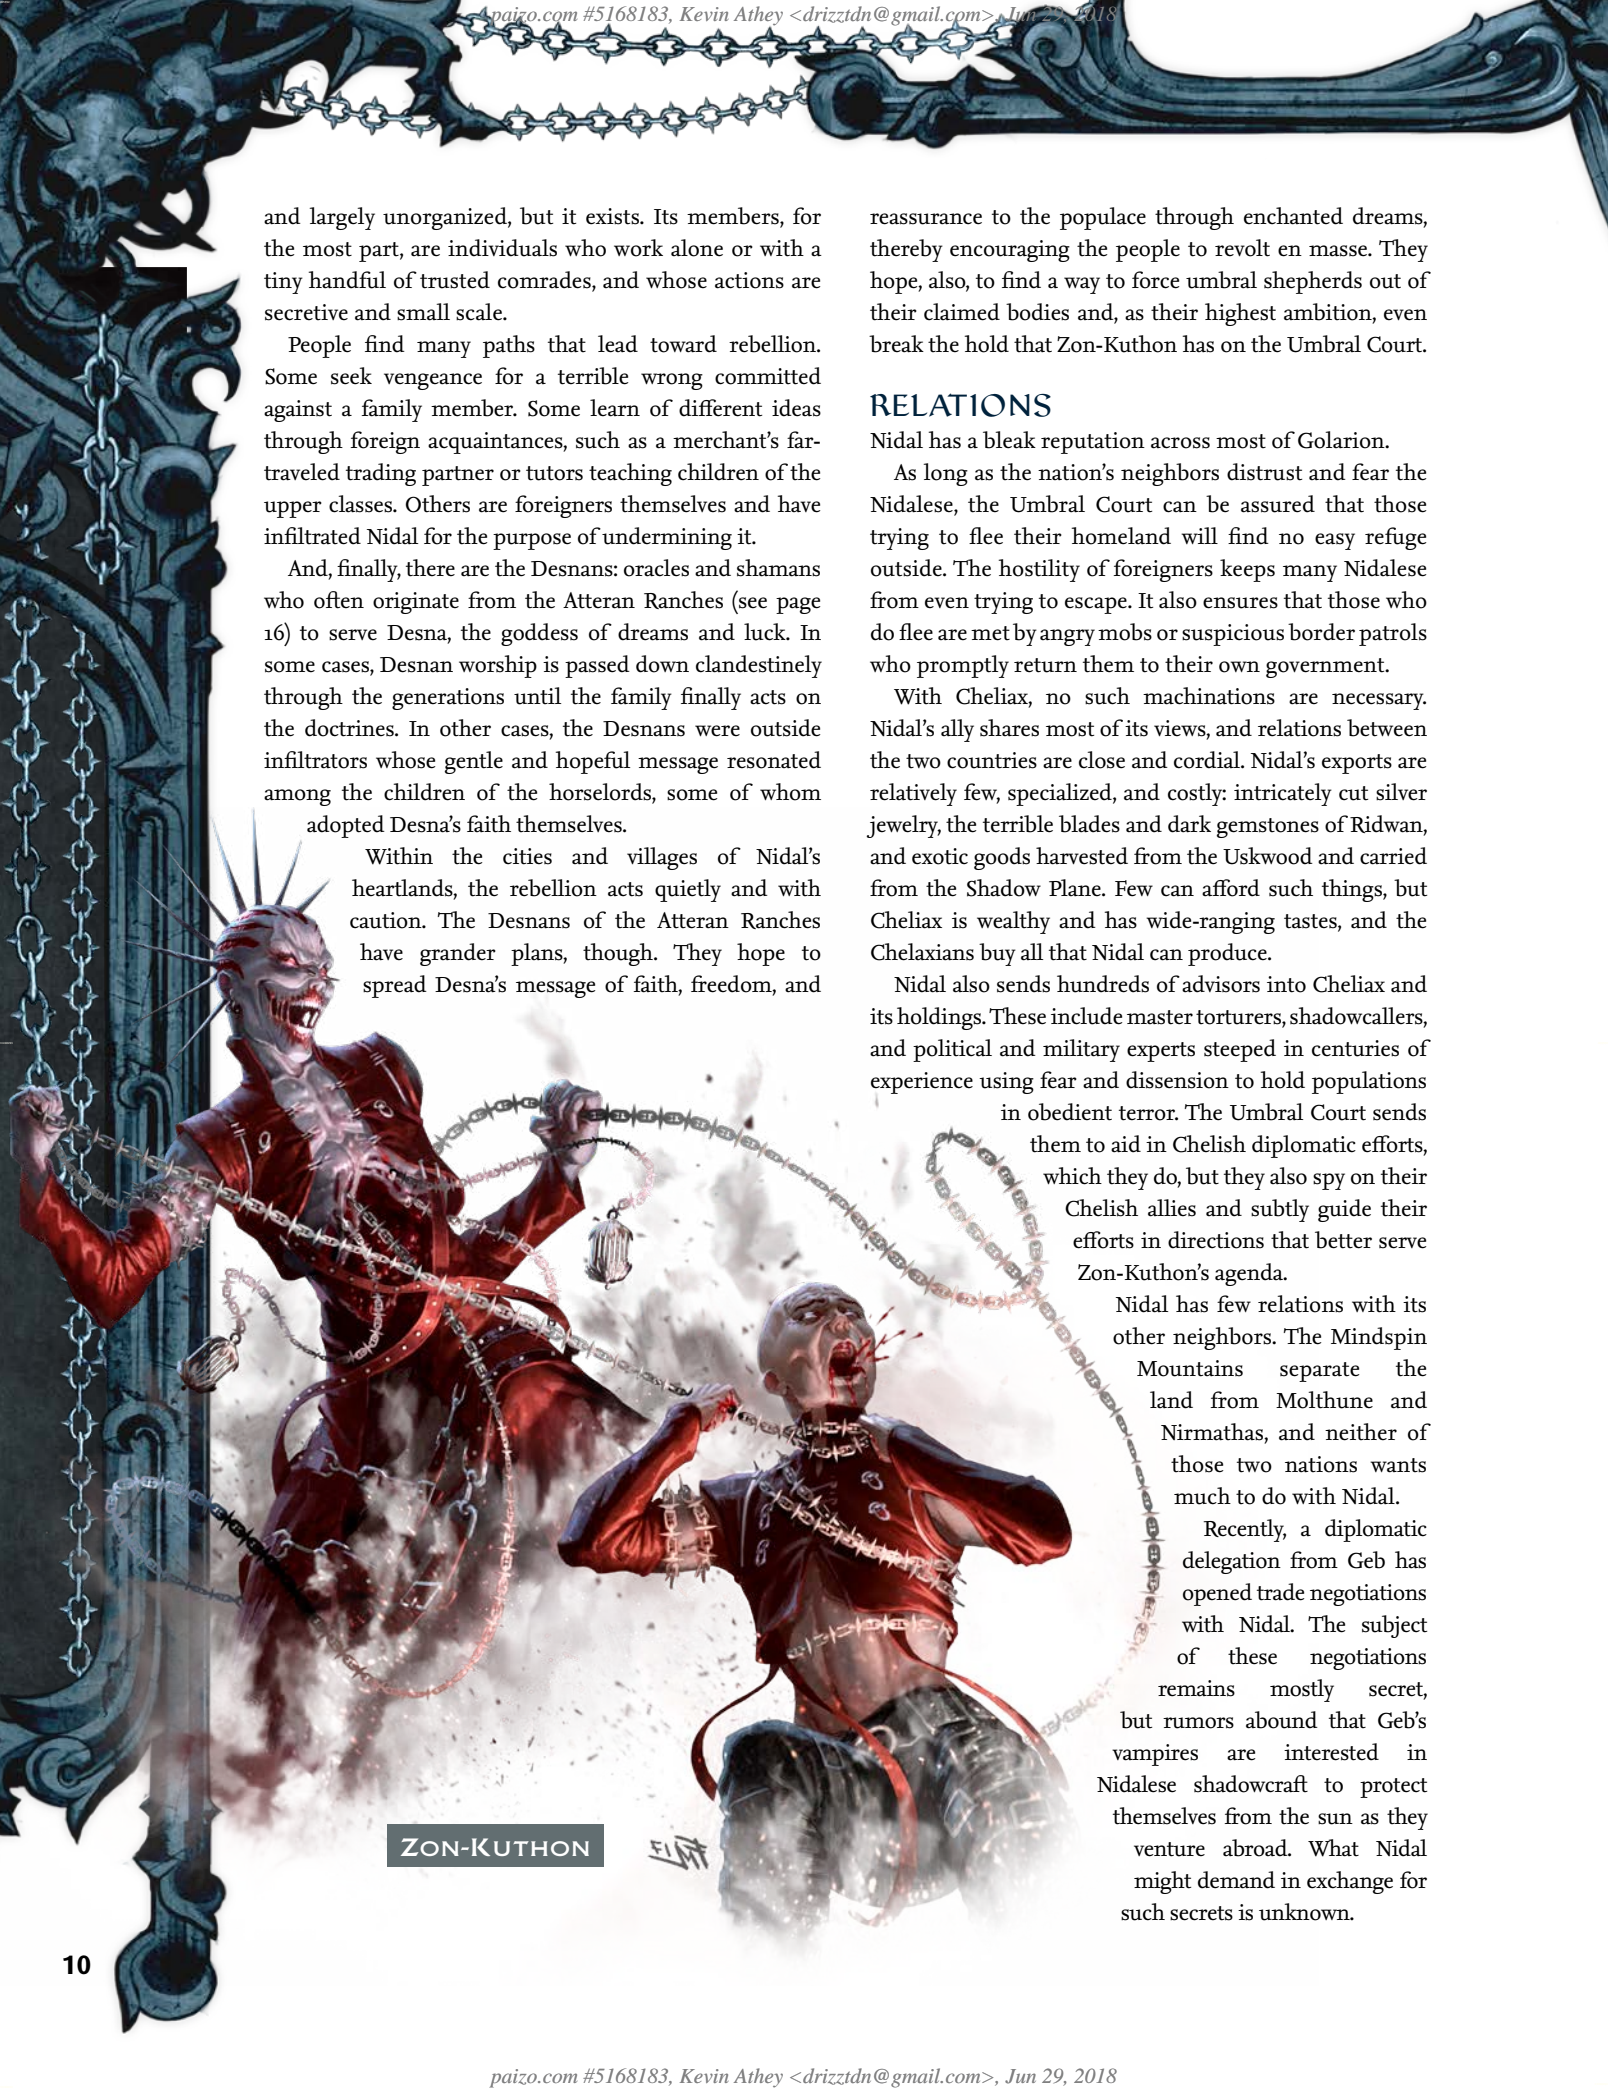 paizo.com #5168183, Kevin Athey <drizztdn@gmail.com>, Jun 29, 2018
and largely unorganized, but it exists. Its members, for
the most part, are individuals who work alone or with a
tiny handful of trusted comrades, and whose actions are
secretive and small scale.
People find many paths that lead toward rebellion.
Some seek vengeance for a terrible wrong committed
against a family member. Some learn of different ideas
through foreign acquaintances, such as a merchant's far-
traveled trading partner or tutors teaching children of the
upper classes. Others are foreigners themselves and have
infiltrated Nidal for the purpose of undermining it.
And, finally, there are the Desnans: oracles and shamans
who often originate from the Atteran Ranches (see page
16) to serve Desna, the goddess of dreams and luck. In
some cases, Desnan worship is passed down clandestinely
through the generations until the family finally acts on
the doctrines. In other cases, the Desnans were outside
infiltrators whose gentle and hopeful message resonated
among the children of the horselords, some of whom
adopted Desna's faith themselves.
Within the cities and villages of Nidal's
heartlands, the rebellion acts quietly and with
caution. The Desnans of the Atteran Ranches
have grander plans, though. They hope to
spread Desna's message of faith, freedom, and
reassurance to the populace through enchanted dreams,
thereby encouraging the people to revolt en masse. They
hope, also, to find a way to force umbral shepherds out of
their claimed bodies and, as their highest ambition, even
break the hold that Zon-Kuthon has on the Umbral Court.
RELATIONS
Nidal has a bleak reputation across most of Golarion.
As long as the nation's neighbors distrust and fear the
Nidalese, the Umbral Court can be assured that those
trying to flee their homeland will find no easy refuge
outside. The hostility of foreigners keeps many Nidalese
from even trying to escape. It also ensures that those who
do flee are met by angry mobs or suspicious border patrols
who promptly return them to their own government.
With Cheliax, no such machinations are necessary.
Nidal's ally shares most of its views, and relations between
the two countries are close and cordial. Nidal's exports are
relatively few, specialized, and costly: intricately cut silver
jewelry, the terrible blades and dark gemstones of Ridwan,
and exotic goods harvested from the Uskwood and carried
from the Shadow Plane. Few can afford such things, but
Cheliax is wealthy and has wide-ranging tastes, and the
Chelaxians buy all that Nidal can produce.
Nidal also sends hundreds of advisors into Cheliax and
its holdings. These include master torturers, shadowcallers,
and political and military experts steeped in centuries of
experience using fear and dissension to hold populations
in obedient terror. The Umbral Court sends
them to aid in Chelish diplomatic efforts,
which they do, but they also spy on their
Chelish allies and subtly guide their
efforts in directions that better serve
Zon-Kuthon's agenda.
Nidal has few relations with its
other neighbors. The Mindspin
Mountains separate the
land from Molthune and
Nirmathas, and neither of
those two nations wants
much to do with Nidal.
Recently, a diplomatic
delegation from Geb has
opened trade negotiations
with Nidal. The subject
of these negotiations
remains mostly secret,
but rumors abound that Geb's
vampires are interested in
Nidalese shadowcraft to protect
themselves from the sun as they
venture abroad. What Nidal
might demand in exchange for
such secrets is unknown.
ZON-KUTHON
10
paizo.com #5168183, Kevin Athey <drizztdn@gmail.com>, Jun 29, 2018